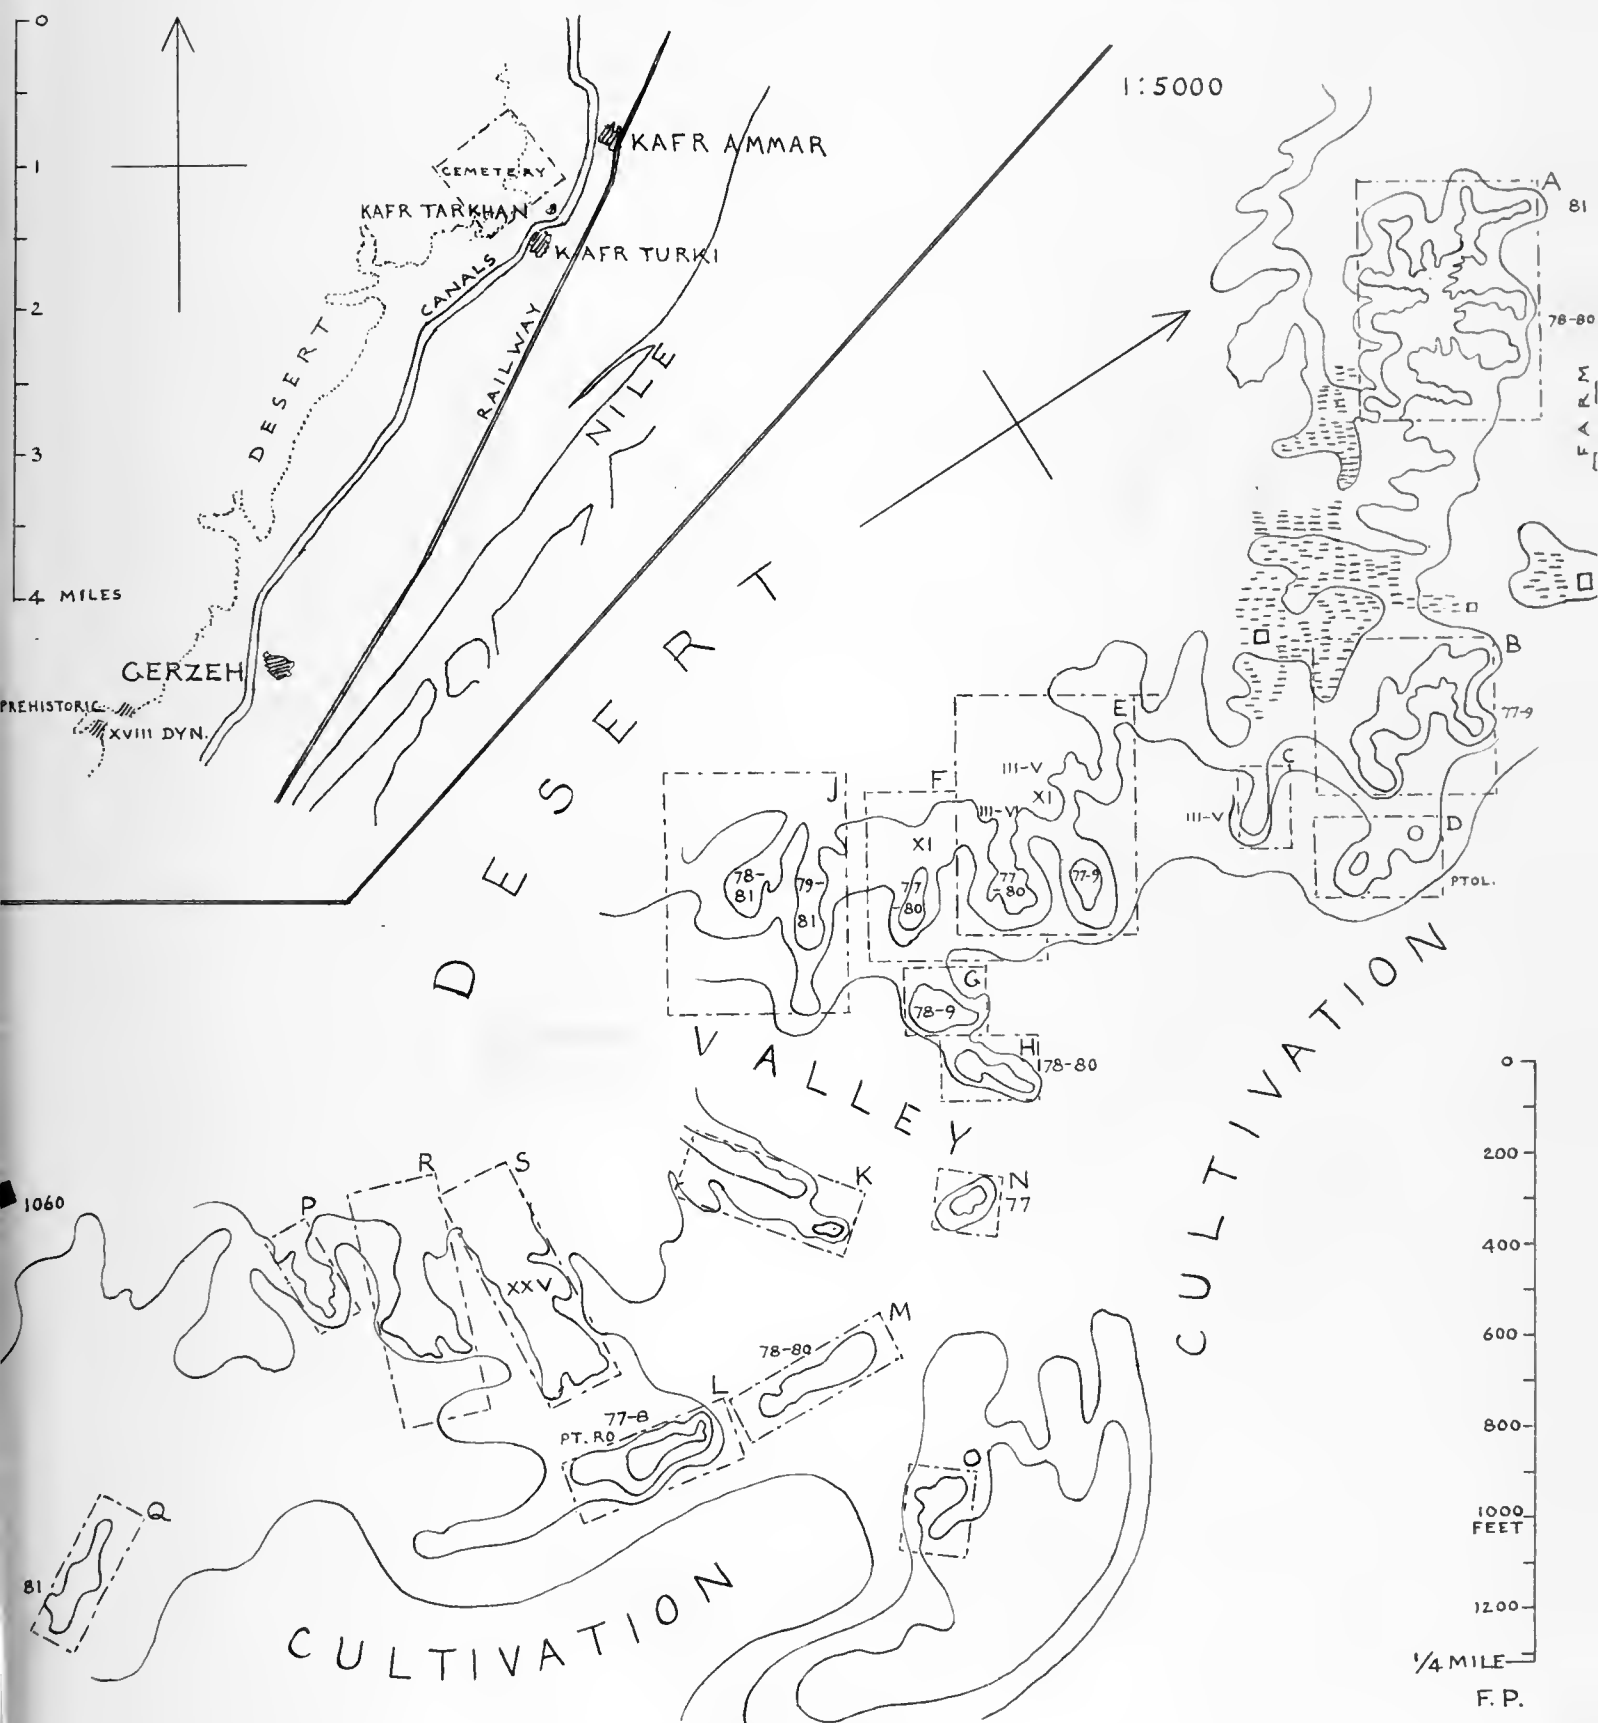 0
1
2
3
4 MILES
KAFR AMMAR
CEMETERY
KAFR TARKHAN
KAFR TURKI
CANALS
RAILWAY
NILE
DESERT
GERZEH
PREHISTORIC
XVIII DYN.
1:5000
A
81
78-80
FARM
B
77-9
C
III-V
D
PTOL.
E
III-V
XI
III-VI
77
-80
77-9
F
XI
77
-80
J
78-
81
79-
81
G
78-9
H
78-80
DESERT
VALLEY
CULTIVATION
K
N
77
1060
P
R
S
XXV
M
78-80
L
77-8
PT. RO
O
Q
81
CULTIVATION
0
200
400
600
800
1000
FEET
1200
1/4 MILE
F.P.